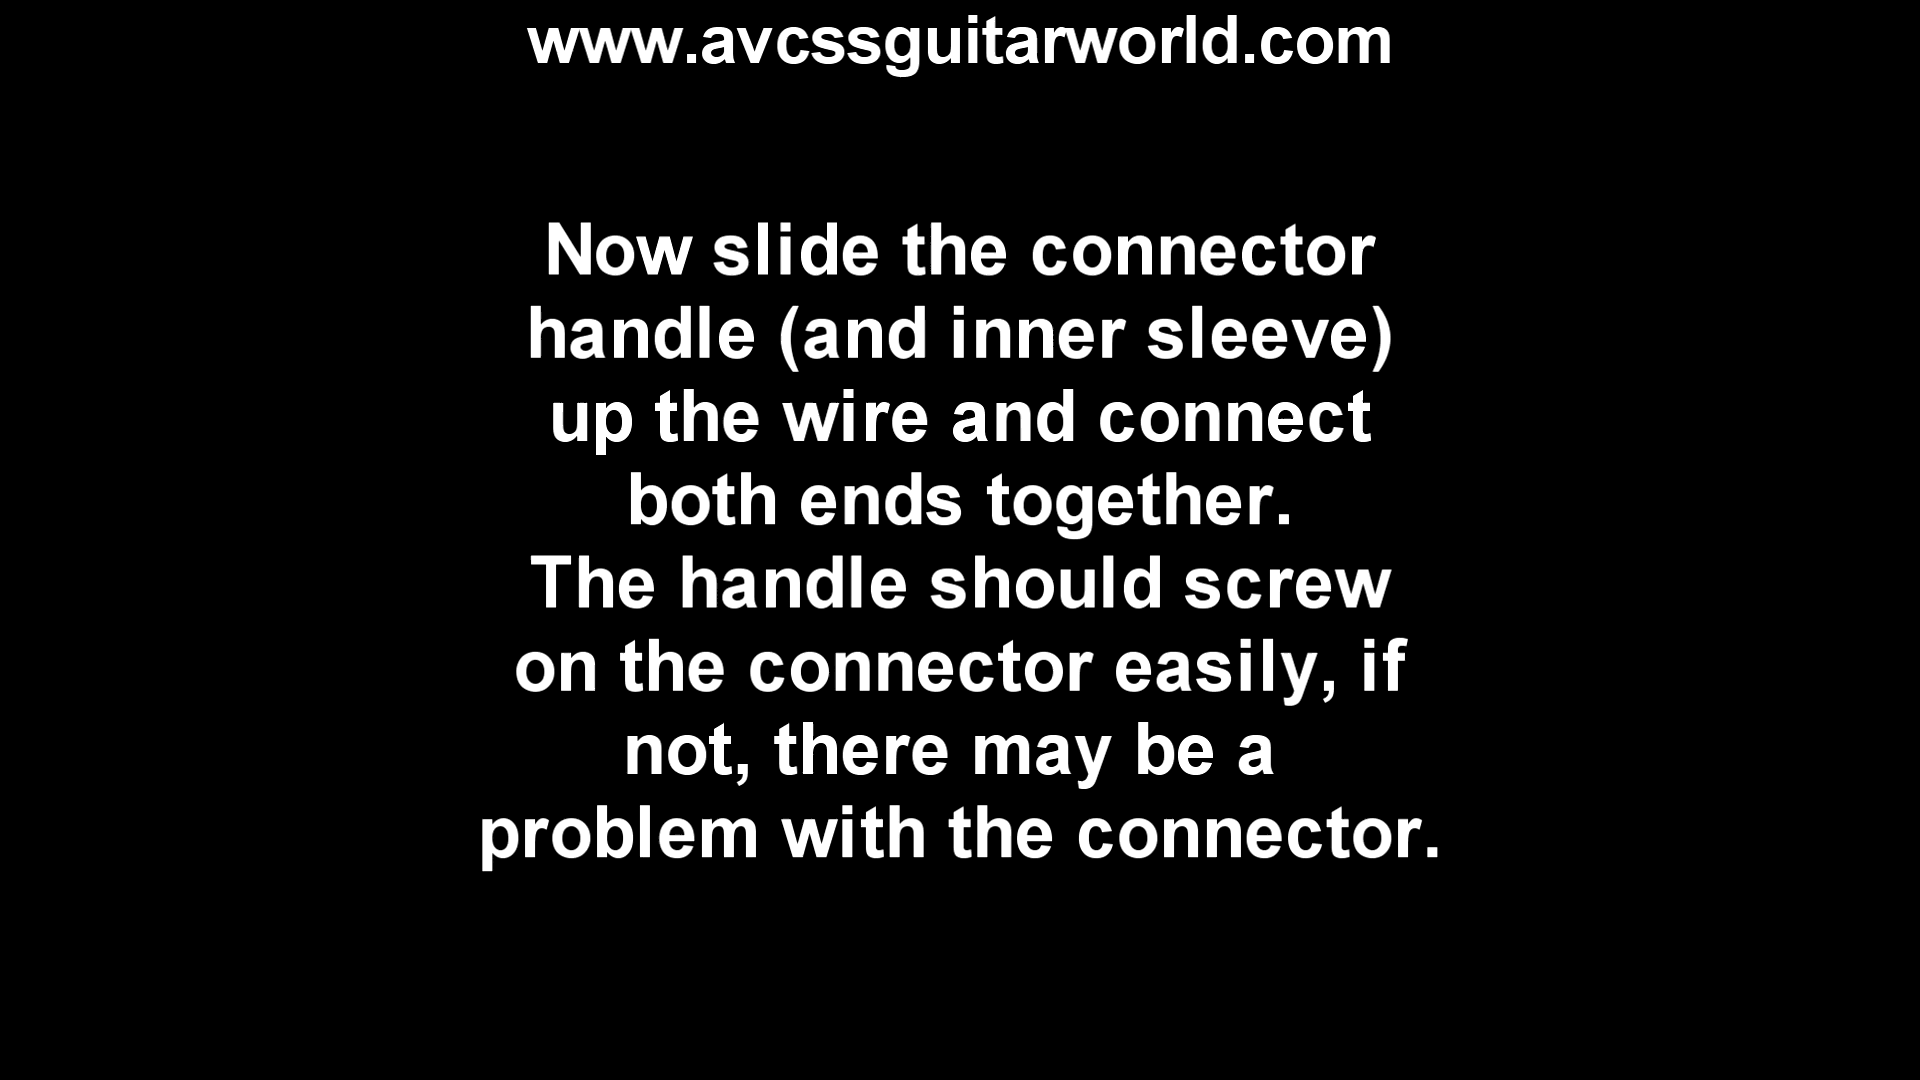 www.avcssguitarworld.com
Now slide the connector
handle (and inner sleeve)
up the wire and connect
both ends together.
The handle should screw
on the connector easily, if
not, there may be a
problem with the connector.